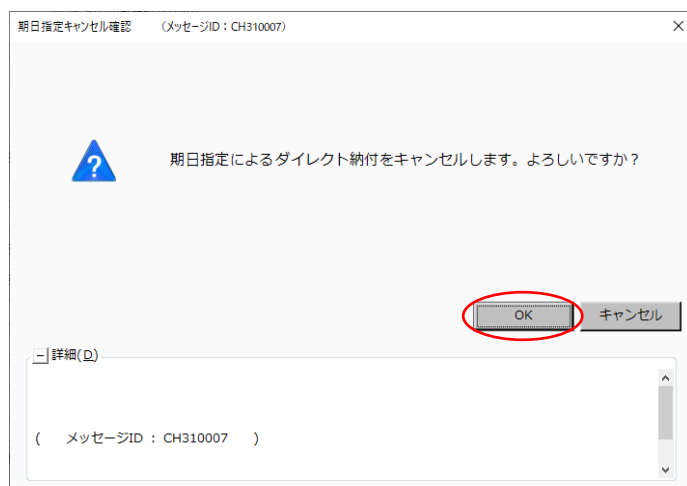 期日指定キャンセル確認 (メッセージID：CH310007)
期日指定によるダイレクト納付をキャンセルします。よろしいですか？
OK キャンセル
詳細(D)
( メッセージID : CH310007 )